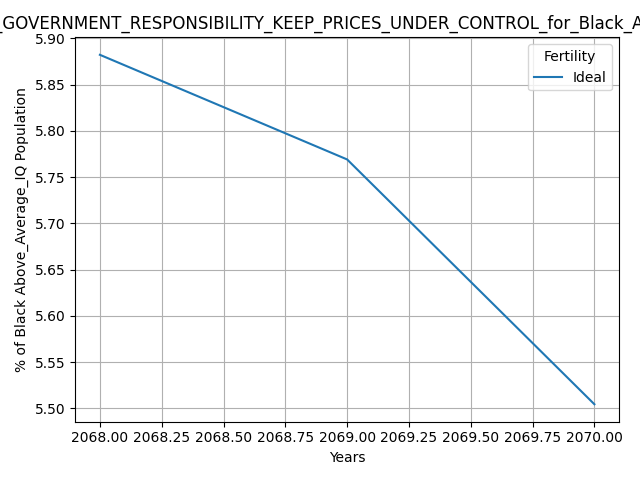 _GOVERNMENT_RESPONSIBILITY_KEEP_PRICES_UNDER_CONTROL_for_Black_A
5.90
5.85
5.80
5.75
5.70
5.65
5.60
5.55
5.50
% of Black Above_Average_IQ Population
Fertility
Ideal
2068.00 2068.25 2068.50 2068.75 2069.00 2069.25 2069.50 2069.75 2070.00
Years